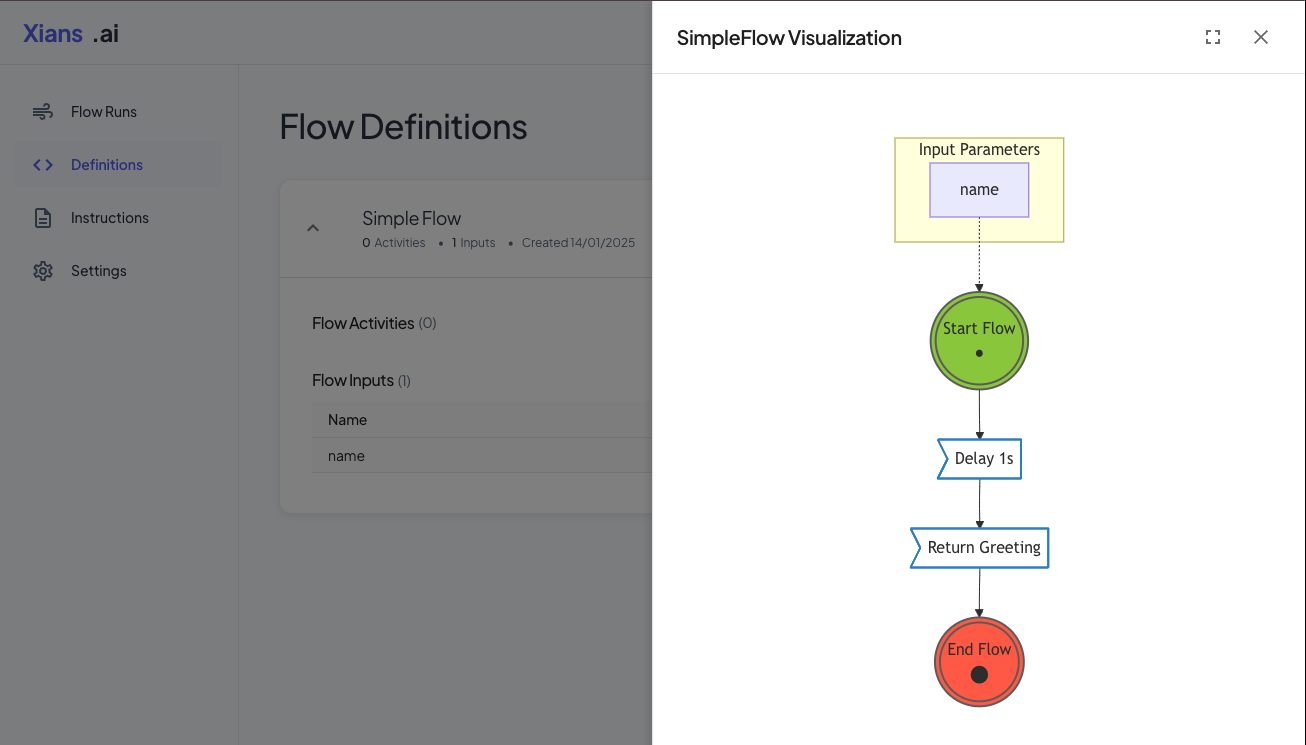 Xians .ai
Flow Runs
Definitions
Instructions
Settings
Flow Definitions
Simple Flow
0 Activities • 1 Inputs • Created 14/01/2025
Flow Activities (0)
Flow Inputs (1)
Name
name
SimpleFlow Visualization
Input Parameters
name
Start Flow
Delay 1s
Return Greeting
End Flow